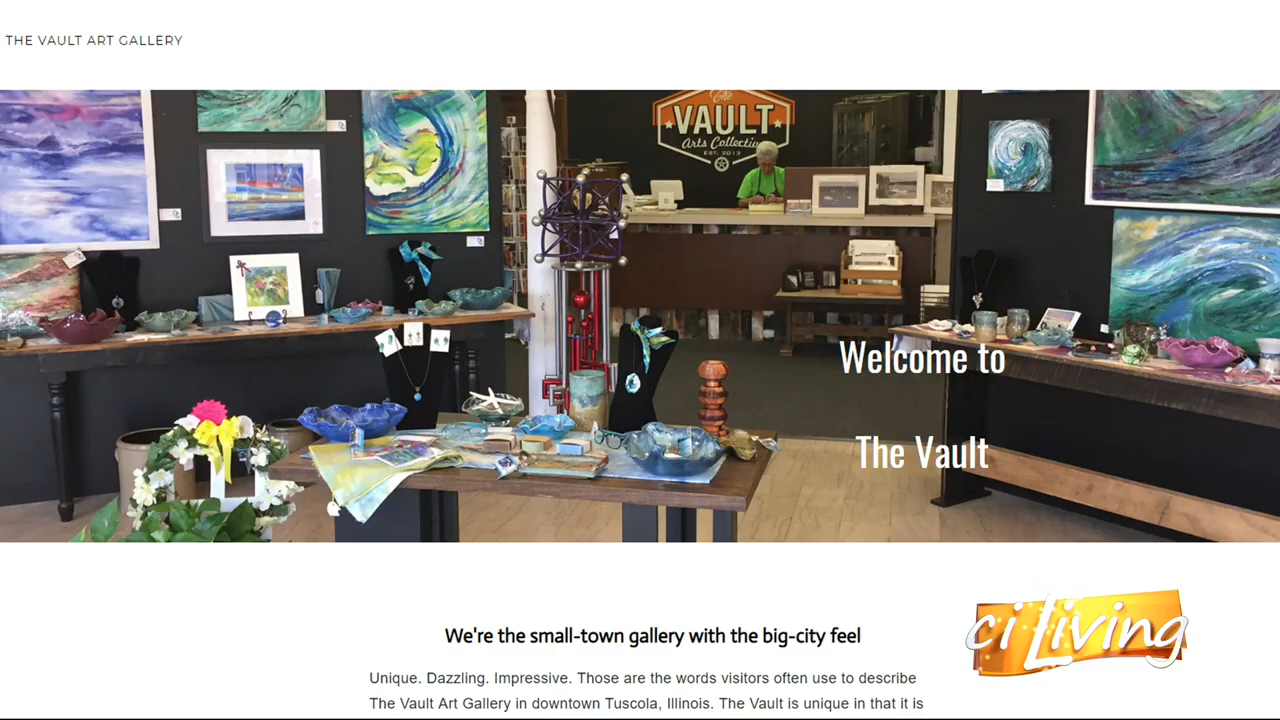 THE VAULT ART GALLERY
The
VAULT
Arts Collective
EST. 2013
Welcome to
The Vault
We're the small-town gallery with the big-city feel
ciLiving
Unique. Dazzling. Impressive. Those are the words visitors often use to describe
The Vault Art Gallery in downtown Tuscola, Illinois. The Vault is unique in that it is